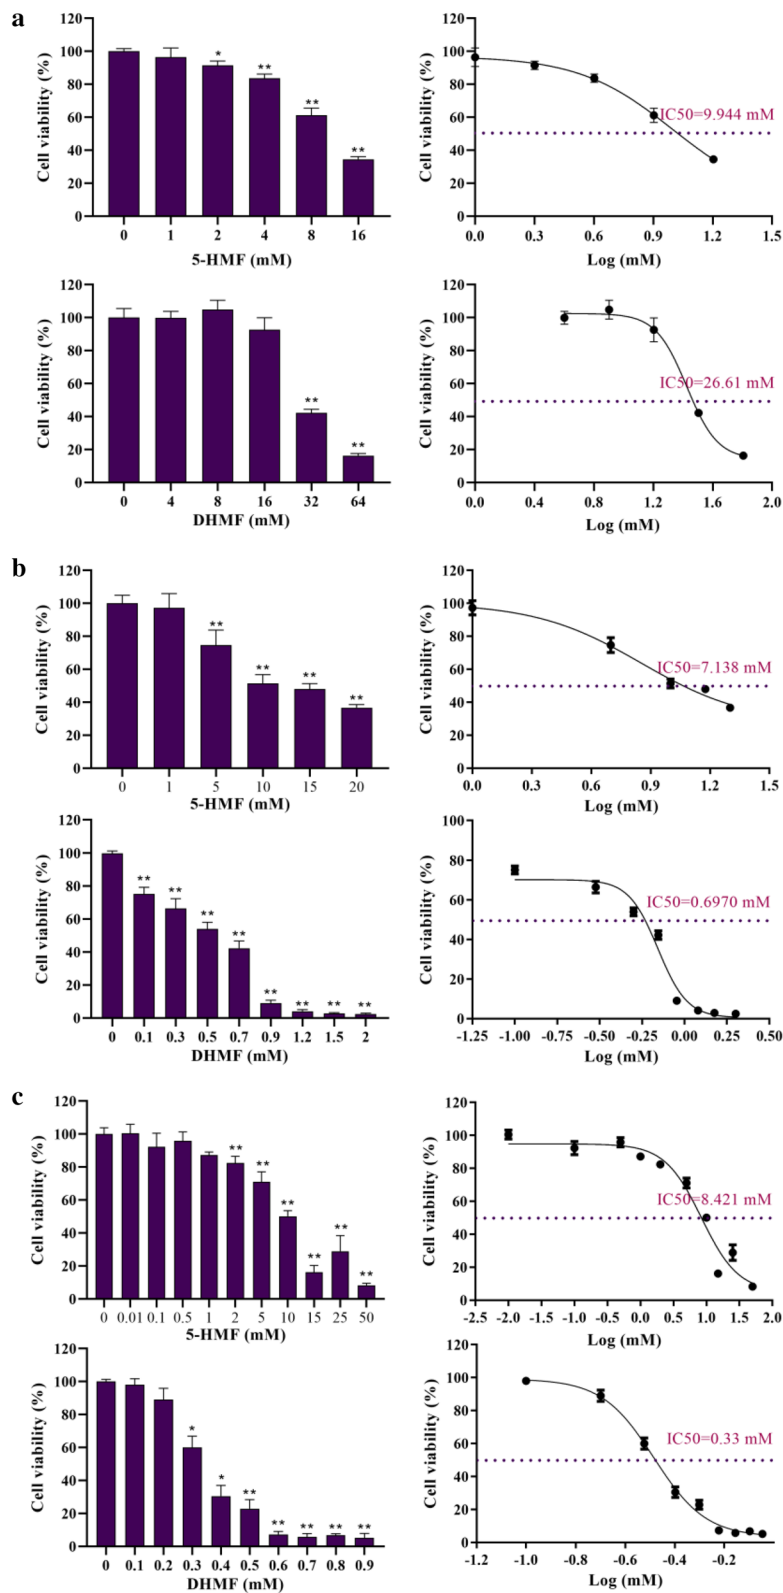 a
Cell viability (%)
120
100
80
60
40
20
0
* ** ** **
0 1 2 4 8 16
5-HMF (mM)
Cell viability (%)
120
100
80
60
40
20
0
IC50=9.944 mM
0.0 0.3 0.6 0.9 1.2 1.5
Log (mM)
Cell viability (%)
120
100
80
60
40
20
0
** **
0 4 8 16 32 64
DHMF (mM)
Cell viability (%)
120
100
80
60
40
20
0
IC50=26.61 mM
0.0 0.4 0.8 1.2 1.6 2.0
Log (mM)
b
Cell viability (%)
120
100
80
60
40
20
0
** ** ** **
0 1 5 10 15 20
5-HMF (mM)
Cell viability (%)
120
100
80
60
40
20
0
IC50=7.138 mM
0.0 0.3 0.6 0.9 1.2 1.5
Log (mM)
Cell viability (%)
120
100
80
60
40
20
0
** ** ** ** ** ** ** **
0 0.1 0.3 0.5 0.7 0.9 1.2 1.5 2
DHMF (mM)
Cell viability (%)
100
80
60
40
20
0
IC50=0.6970 mM
-1.25 -1.00 -0.75 -0.50 -0.25 0.00 0.25 0.50
Log (mM)
c
Cell viability (%)
120
100
80
60
40
20
0
** ** ** ** ** **
0 0.01 0.1 0.5 1 2 5 10 15 25 50
5-HMF (mM)
Cell viability (%)
120
100
80
60
40
20
0
IC50=8.421 mM
-2.5 -2.0 -1.5 -1.0 -0.5 0.0 0.5 1.0 1.5 2.0
Log (mM)
Cell viability (%)
120
100
80
60
40
20
0
* * ** ** ** ** **
0 0.1 0.2 0.3 0.4 0.5 0.6 0.7 0.8 0.9
DHMF (mM)
Cell viability (%)
120
100
80
60
40
20
0
IC50=0.33 mM
-1.2 -1.0 -0.8 -0.6 -0.4 -0.2
Log (mM)